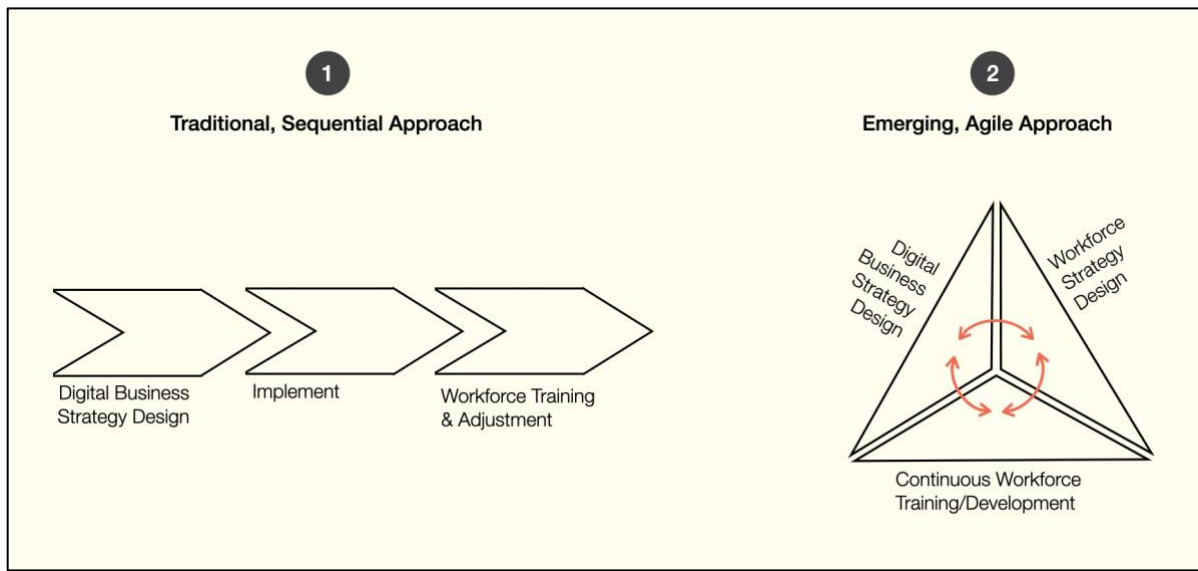 1
Traditional, Sequential Approach
Digital Business
Strategy Design
Implement
Workforce Training
& Adjustment
2
Emerging, Agile Approach
Digital
Business
Strategy
Design
Workforce
Strategy
Design
Continuous Workforce
Training/Development